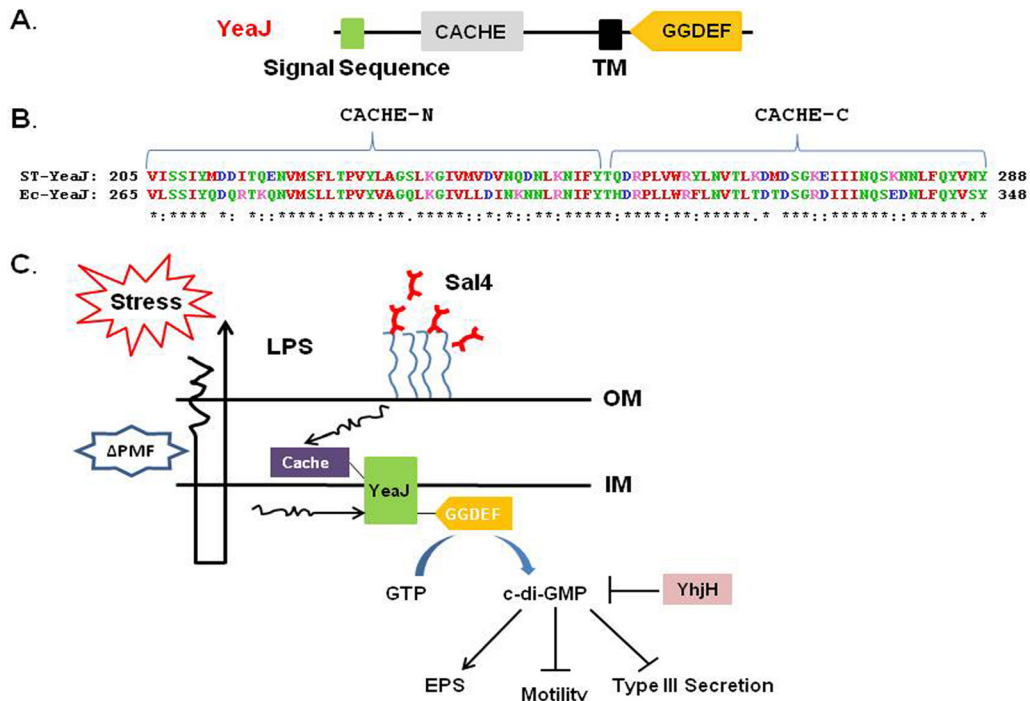 A.
YeaJ
CACHE
GGDEF
Signal Sequence
TM
B.
CACHE-N
CACHE-C
ST-YeaJ: 205 VISSIYMDDITQENVMSFLTPVYLAGSLKGIVMVDVNQDNLKNIFYTQDRPLVWRYLNVTLKDMDSGKEIIINQSKNNLFQYVNY 288
Ec-YeaJ: 265 VLSSIYQDQRTKQNVMSLLTPVYVAGQLKGIVLLDINKNNLRNIFYTHDRPLLWRFLNVTLTDTDSGRDIIINQSEDNLFQYVSY 348
*:**** *: *::****:*****:**.*****::*:*::**:*****:****:**:*****.* ***::******::******.*
C.
Stress
Sal4
LPS
OM
ΔPMF
Cache
YeaJ
IM
GGDEF
GTP
c-di-GMP
YhjH
EPS
Motility
Type III Secretion